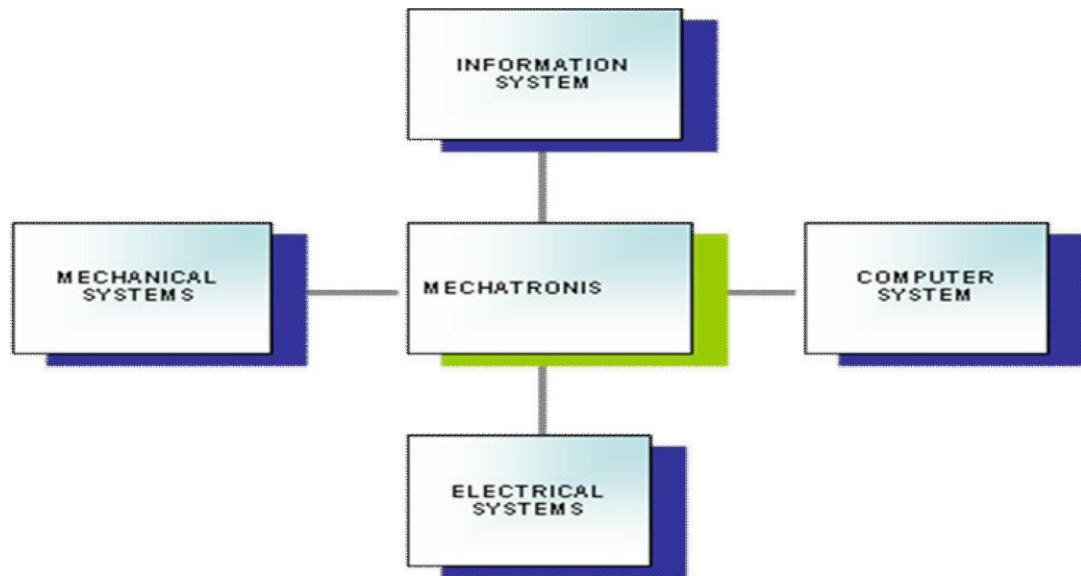 INFORMATION
SYSTEM
MECHANICAL
SYSTEMS
MECHATRONIS
COMPUTER
SYSTEM
ELECTRICAL
SYSTEMS